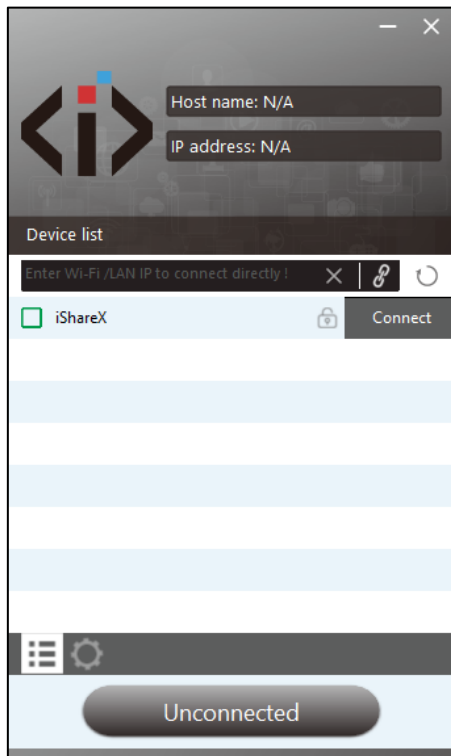 Host name: N/A
IP address: N/A
Device list
Enter Wi-Fi /LAN IP to connect directly !
iShareX Connect
Unconnected